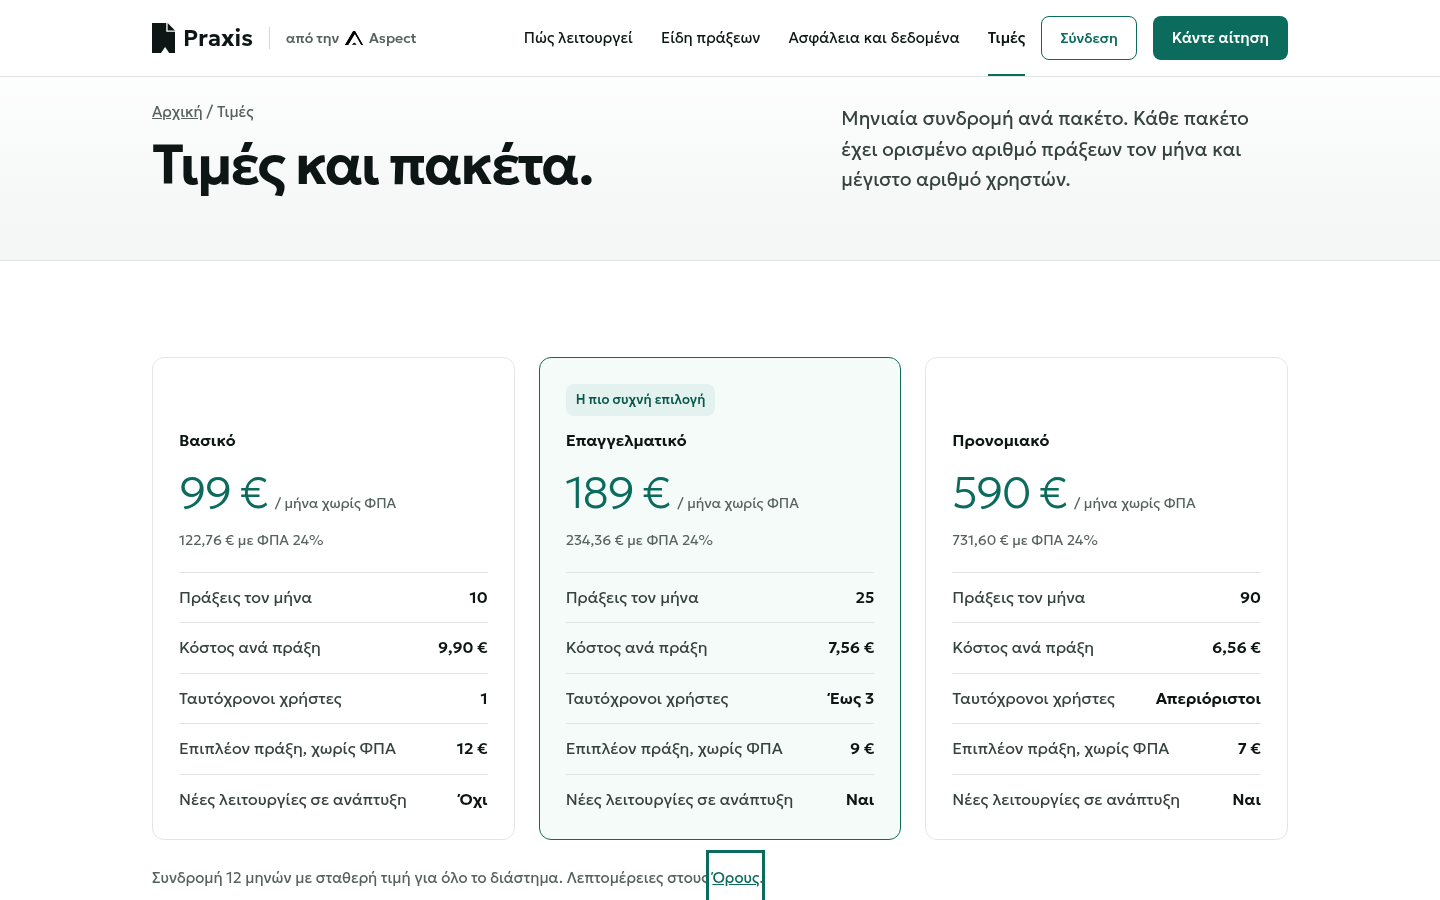 Praxis
από την Aspect
Πώς λειτουργεί
Είδη πράξεων
Ασφάλεια και δεδομένα
Τιμές
Σύνδεση
Κάντε αίτηση
Αρχική / Τιμές
Τιμές και πακέτα.
Μηνιαία συνδρομή ανά πακέτο. Κάθε πακέτο
έχει ορισμένο αριθμό πράξεων τον μήνα και
μέγιστο αριθμό χρηστών.
Βασικό
99 € / μήνα χωρίς ΦΠΑ
122,76 € με ΦΠΑ 24%
Πράξεις τον μήνα 10
Κόστος ανά πράξη 9,90 €
Ταυτόχρονοι χρήστες 1
Επιπλέον πράξη, χωρίς ΦΠΑ 12 €
Νέες λειτουργίες σε ανάπτυξη Όχι
Η πιο συχνή επιλογή
Επαγγελματικό
189 € / μήνα χωρίς ΦΠΑ
234,36 € με ΦΠΑ 24%
Πράξεις τον μήνα 25
Κόστος ανά πράξη 7,56 €
Ταυτόχρονοι χρήστες Έως 3
Επιπλέον πράξη, χωρίς ΦΠΑ 9 €
Νέες λειτουργίες σε ανάπτυξη Ναι
Προνομιακό
590 € / μήνα χωρίς ΦΠΑ
731,60 € με ΦΠΑ 24%
Πράξεις τον μήνα 90
Κόστος ανά πράξη 6,56 €
Ταυτόχρονοι χρήστες Απεριόριστοι
Επιπλέον πράξη, χωρίς ΦΠΑ 7 €
Νέες λειτουργίες σε ανάπτυξη Ναι
Συνδρομή 12 μηνών με σταθερή τιμή για όλο το διάστημα. Λεπτομέρειες στους Όρους.